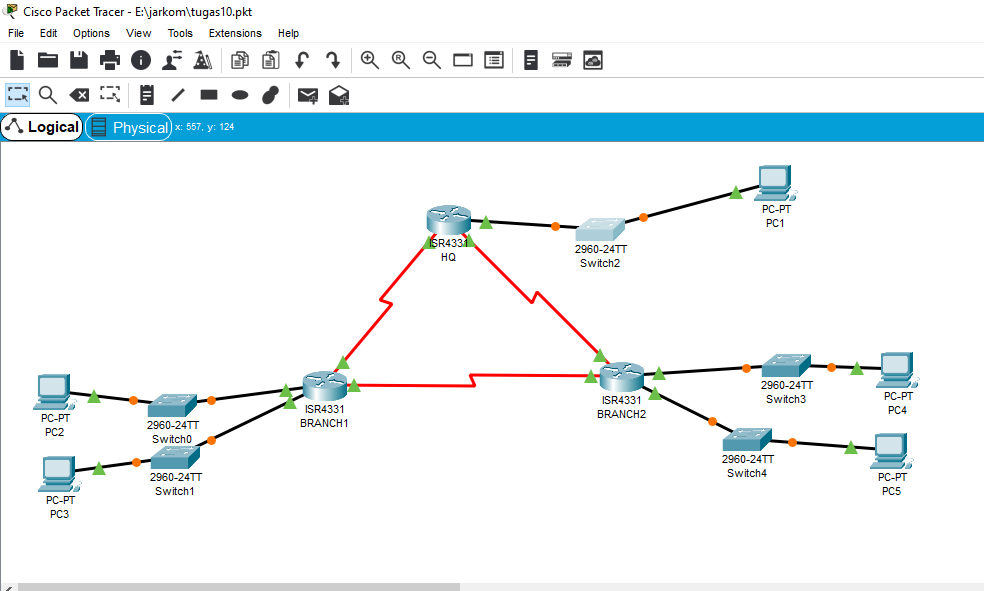 Cisco Packet Tracer - E:\jarkom\tugas10.pkt
File Edit Options View Tools Extensions Help
Logical Physical x: 557, y: 124
PC-PT
PC1
ISR4331
HQ
2960-24TT
Switch2
PC-PT
PC2
2960-24TT
Switch0
ISR4331
BRANCH1
ISR4331
BRANCH2
2960-24TT
Switch3
PC-PT
PC4
PC-PT
PC3
2960-24TT
Switch1
2960-24TT
Switch4
PC-PT
PC5